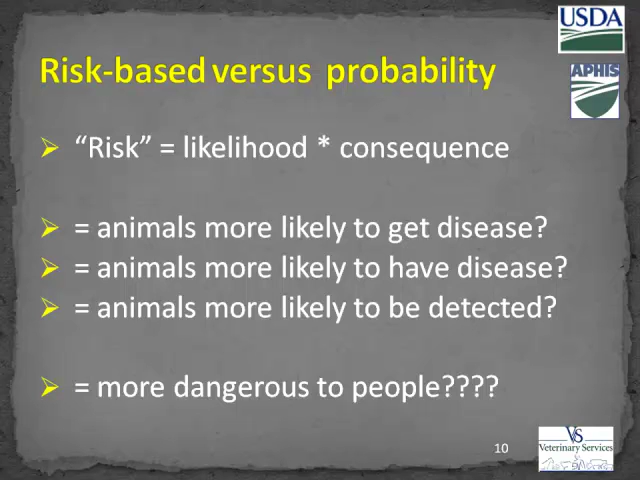 USDA
APHIS
Risk-based versus probability
➢ “Risk” = likelihood * consequence
➢ = animals more likely to get disease?
➢ = animals more likely to have disease?
➢ = animals more likely to be detected?
➢ = more dangerous to people????
10
VS
Veterinary Services